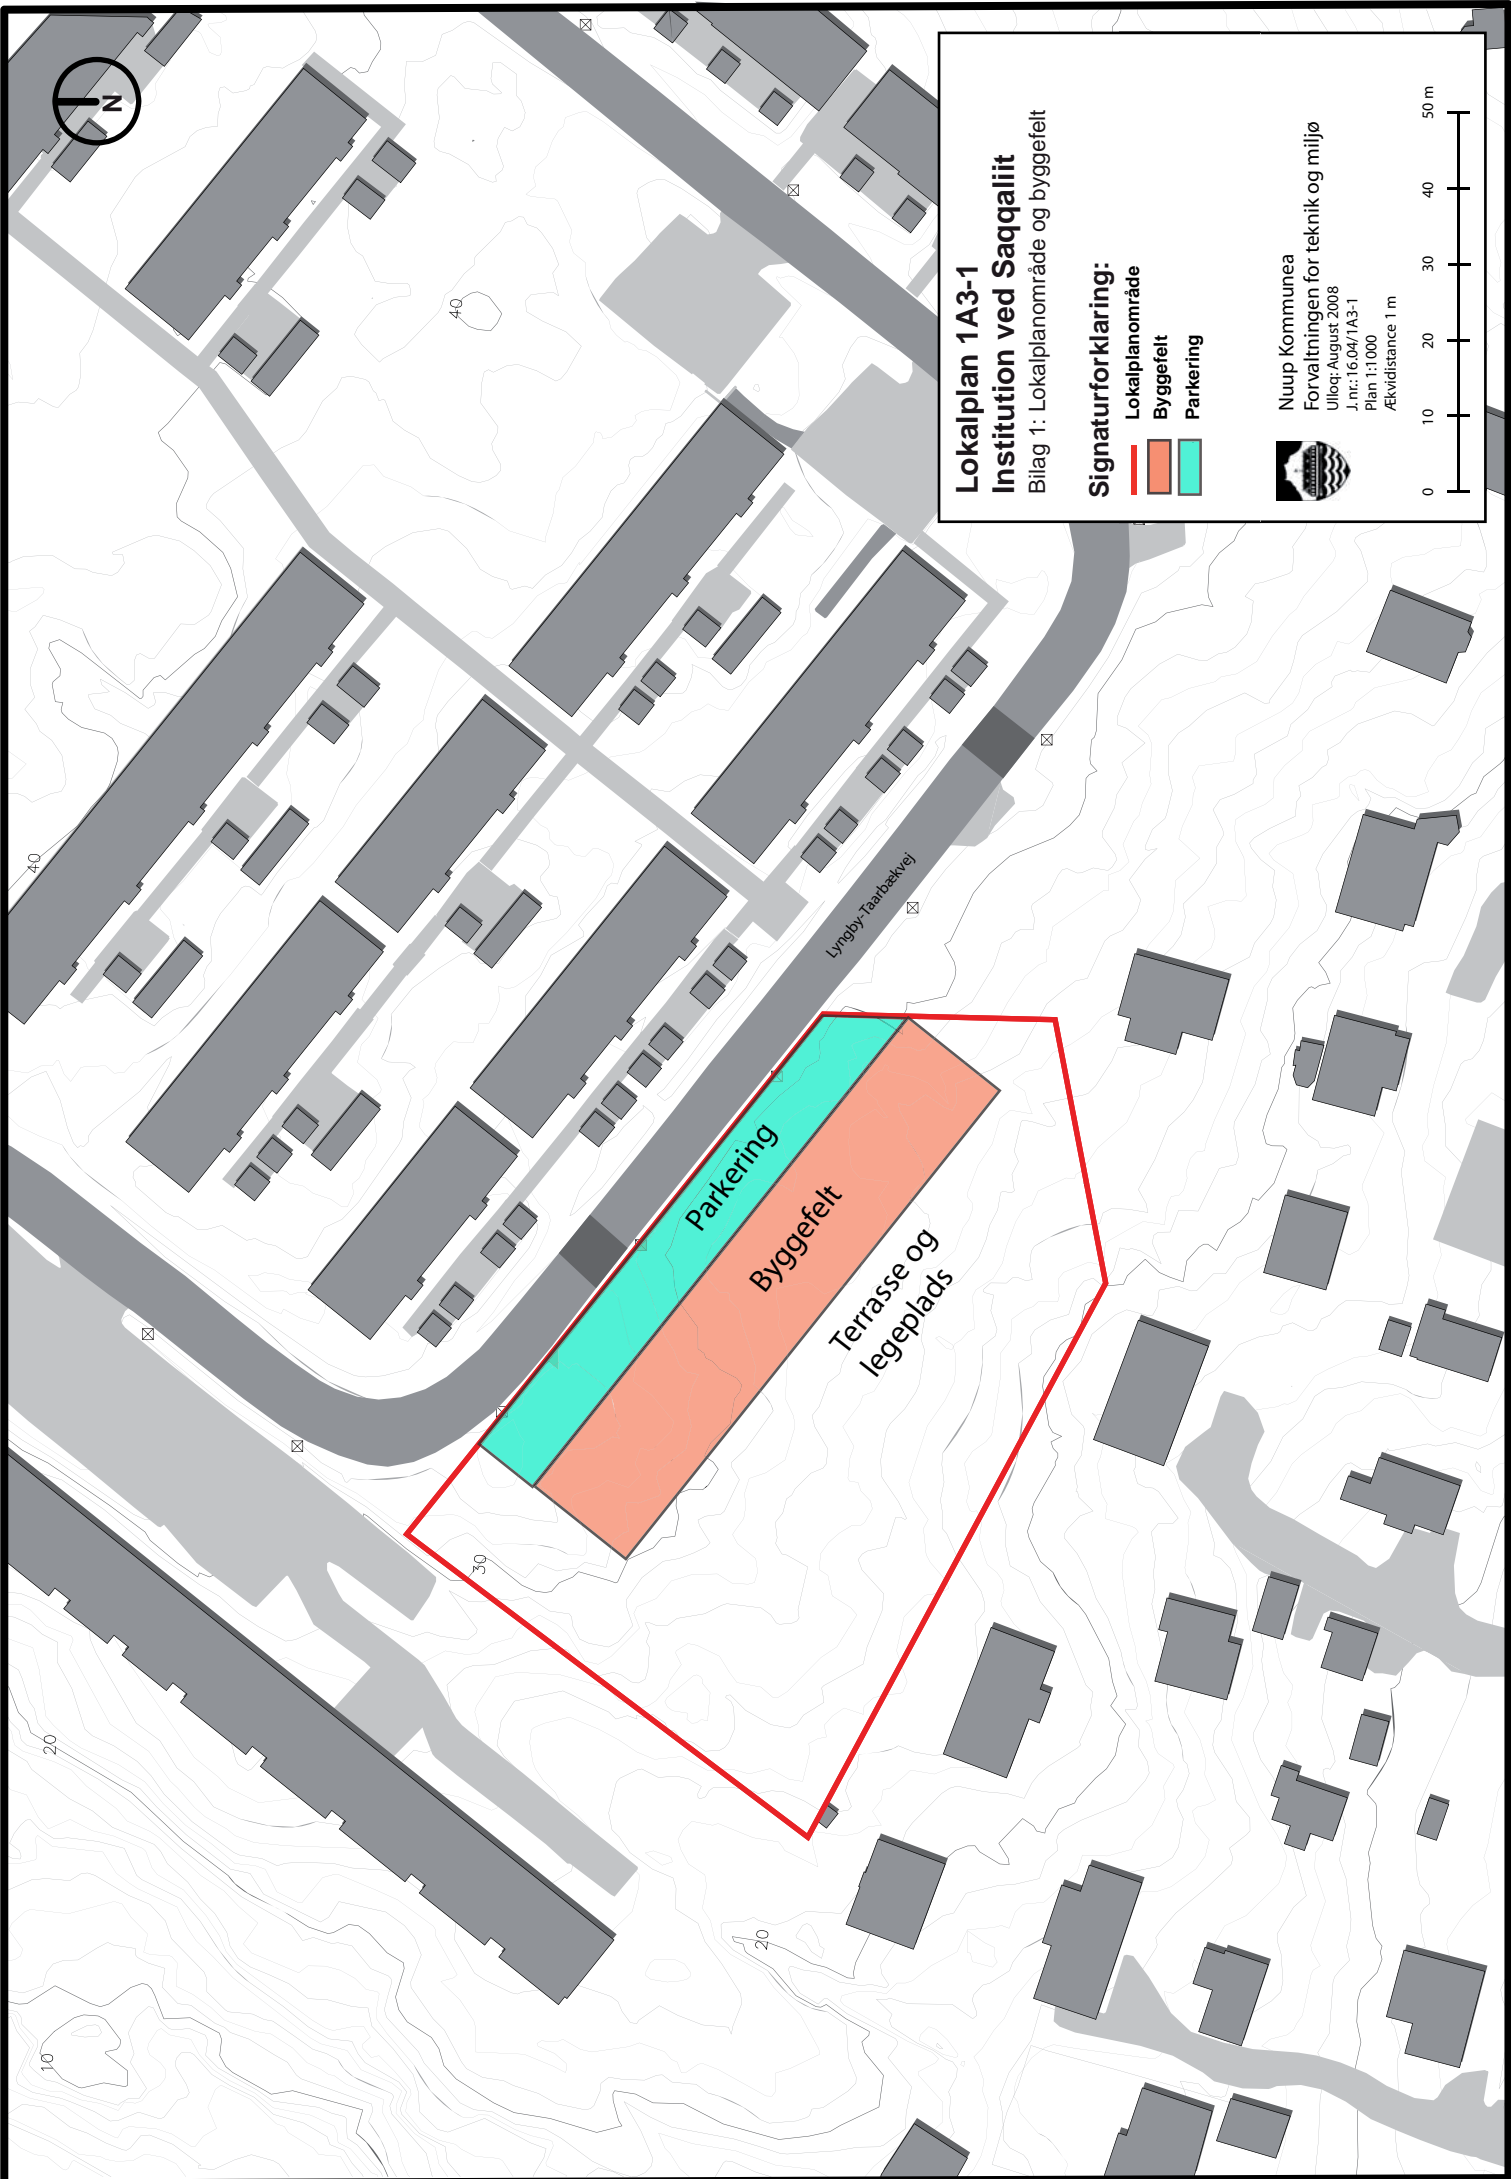 Lokalplan 1A3-1
Institution ved Saqqaliit
Bilag 1: Lokalplanområde og byggefelt
Signaturforklaring:
Lokalplanområde
Byggefelt
Parkering
Nuup Kommunea
Forvaltningen for teknik og miljø
Ulloq: August 2008
J. nr.: 16.04/1A3-1
Plan 1:1000
Ækvidistance 1 m
0 10 20 30 40 50 m
N
40
40
Lyngby-Taarbækvej
Parkering
Byggefelt
Terrasse og
legeplads
30
20
20
10